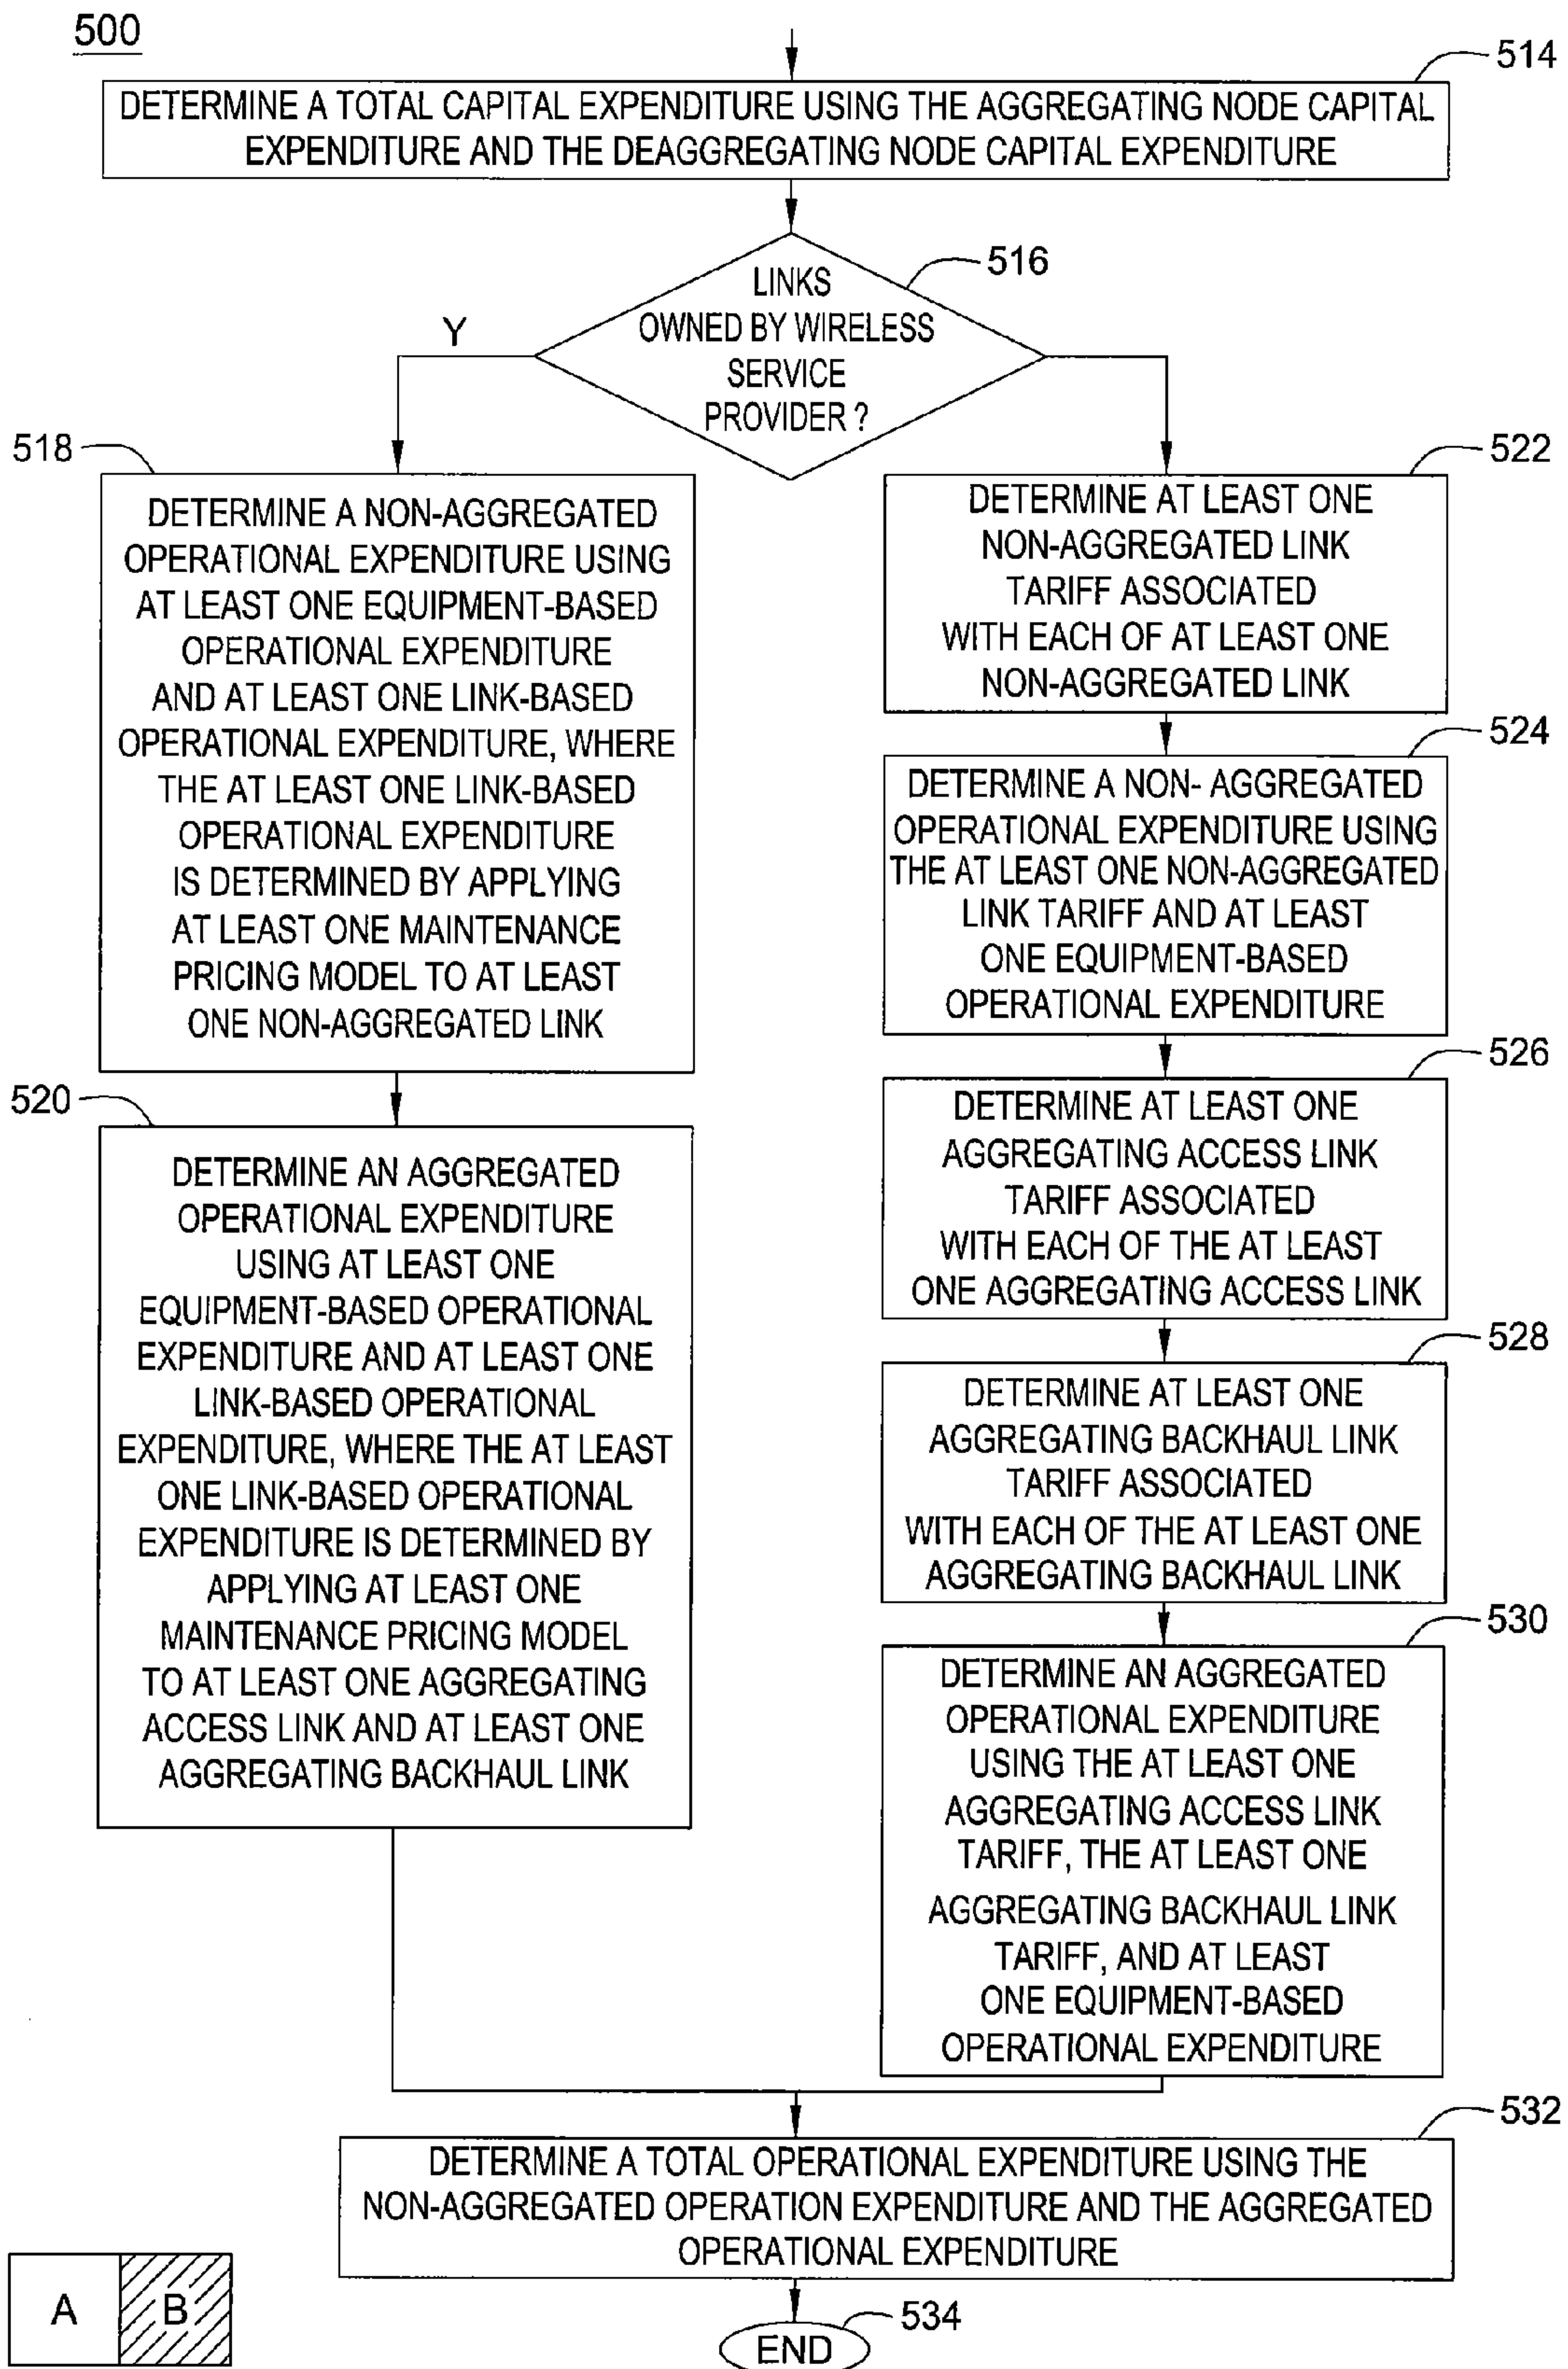 500
514
DETERMINE A TOTAL CAPITAL EXPENDITURE USING THE AGGREGATING NODE CAPITAL
EXPENDITURE AND THE DEAGGREGATING NODE CAPITAL EXPENDITURE
516
LINKS
OWNED BY WIRELESS
SERVICE
PROVIDER ?
Y
518
DETERMINE A NON-AGGREGATED
OPERATIONAL EXPENDITURE USING
AT LEAST ONE EQUIPMENT-BASED
OPERATIONAL EXPENDITURE
AND AT LEAST ONE LINK-BASED
OPERATIONAL EXPENDITURE, WHERE
THE AT LEAST ONE LINK-BASED
OPERATIONAL EXPENDITURE
IS DETERMINED BY APPLYING
AT LEAST ONE MAINTENANCE
PRICING MODEL TO AT LEAST
ONE NON-AGGREGATED LINK
520
DETERMINE AN AGGREGATED
OPERATIONAL EXPENDITURE
USING AT LEAST ONE
EQUIPMENT-BASED OPERATIONAL
EXPENDITURE AND AT LEAST ONE
LINK-BASED OPERATIONAL
EXPENDITURE, WHERE THE AT LEAST
ONE LINK-BASED OPERATIONAL
EXPENDITURE IS DETERMINED BY
APPLYING AT LEAST ONE
MAINTENANCE PRICING MODEL
TO AT LEAST ONE AGGREGATING
ACCESS LINK AND AT LEAST ONE
AGGREGATING BACKHAUL LINK
522
DETERMINE AT LEAST ONE
NON-AGGREGATED LINK
TARIFF ASSOCIATED
WITH EACH OF AT LEAST ONE
NON-AGGREGATED LINK
524
DETERMINE A NON- AGGREGATED
OPERATIONAL EXPENDITURE USING
THE AT LEAST ONE NON-AGGREGATED
LINK TARIFF AND AT LEAST
ONE EQUIPMENT-BASED
OPERATIONAL EXPENDITURE
526
DETERMINE AT LEAST ONE
AGGREGATING ACCESS LINK
TARIFF ASSOCIATED
WITH EACH OF THE AT LEAST
ONE AGGREGATING ACCESS LINK
528
DETERMINE AT LEAST ONE
AGGREGATING BACKHAUL LINK
TARIFF ASSOCIATED
WITH EACH OF THE AT LEAST ONE
AGGREGATING BACKHAUL LINK
530
DETERMINE AN AGGREGATED
OPERATIONAL EXPENDITURE
USING THE AT LEAST ONE
AGGREGATING ACCESS LINK
TARIFF, THE AT LEAST ONE
AGGREGATING BACKHAUL LINK
TARIFF, AND AT LEAST
ONE EQUIPMENT-BASED
OPERATIONAL EXPENDITURE
532
DETERMINE A TOTAL OPERATIONAL EXPENDITURE USING THE
NON-AGGREGATED OPERATION EXPENDITURE AND THE AGGREGATED
OPERATIONAL EXPENDITURE
534
END
A
B